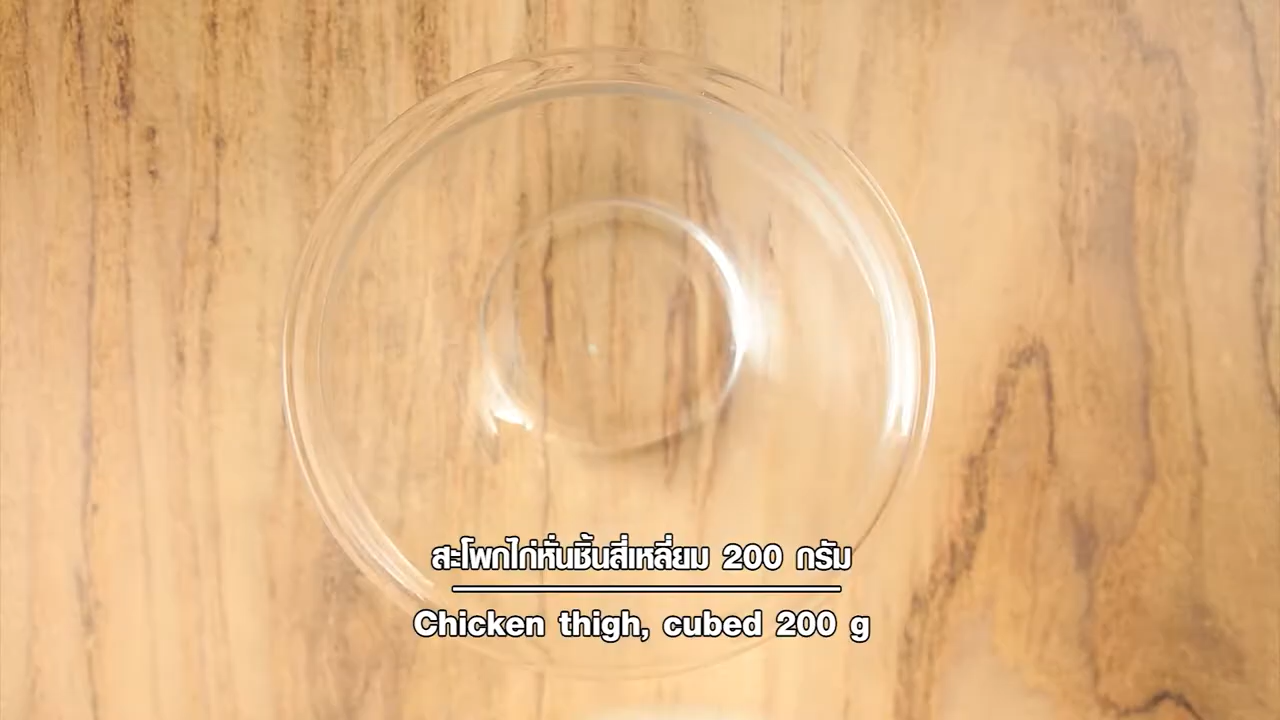 สะโพกไก่หั่นชิ้นสี่เหลี่ยม 200 กรัม
Chicken thigh, cubed 200 g